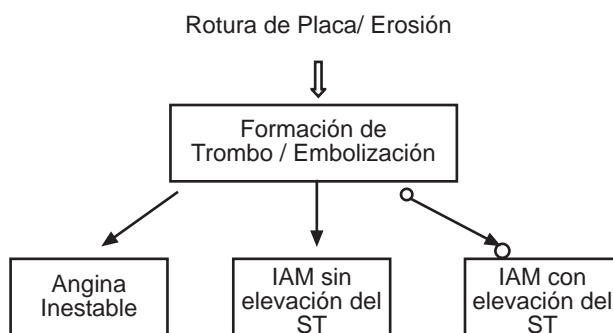 Rotura de Placa/ Erosión
Formación de
Trombo / Embolización
Angina
Inestable
IAM sin
elevación del
ST
IAM con
elevación del
ST